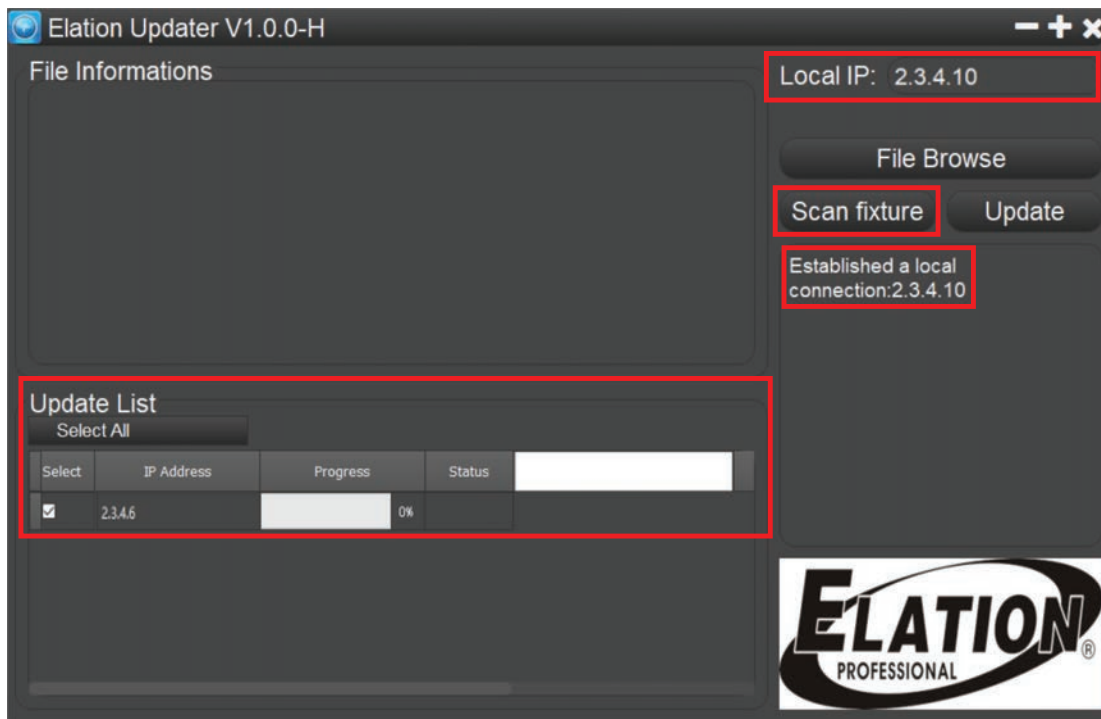 Elation Updater V1.0.0-H
File Informations
Local IP: 2.3.4.10
File Browse
Scan fixture
Update
Established a local
connection:2.3.4.10
Update List
Select All
Select IP Address Progress Status
2.3.4.6 0%
ELATION®
PROFESSIONAL